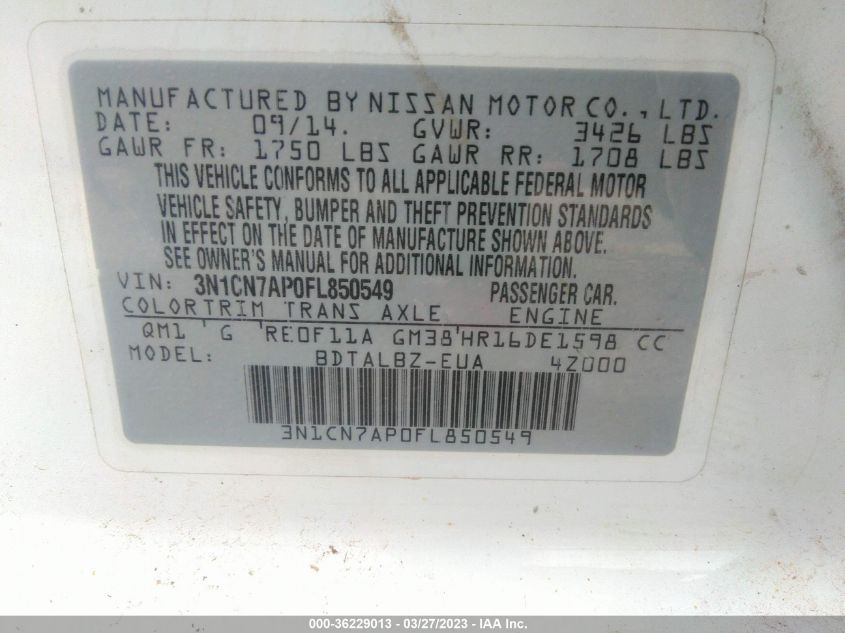 MANUFACTURED BY NISSAN MOTOR CO., LTD.
DATE: 09/14. GVWR: 3426 LBS
GAWR FR: 1750 LBS GAWR RR: 1708 LBS
THIS VEHICLE CONFORMS TO ALL APPLICABLE FEDERAL MOTOR
VEHICLE SAFETY, BUMPER AND THEFT PREVENTION STANDARDS
IN EFFECT ON THE DATE OF MANUFACTURE SHOWN ABOVE.
SEE OWNER'S MANUAL FOR ADDITIONAL INFORMATION.
VIN: 3N1CN7AP0FL850549 PASSENGER CAR.
COLORTRIM TRANS AXLE ENGINE
QM1 ' G 'RE0F11A GM38'HR16DE1598 CC
MODEL: BDTALBZ-EUA 4Z000
3N1CN7AP0FL850549
000-36229013 - 03/27/2023 - IAA Inc.